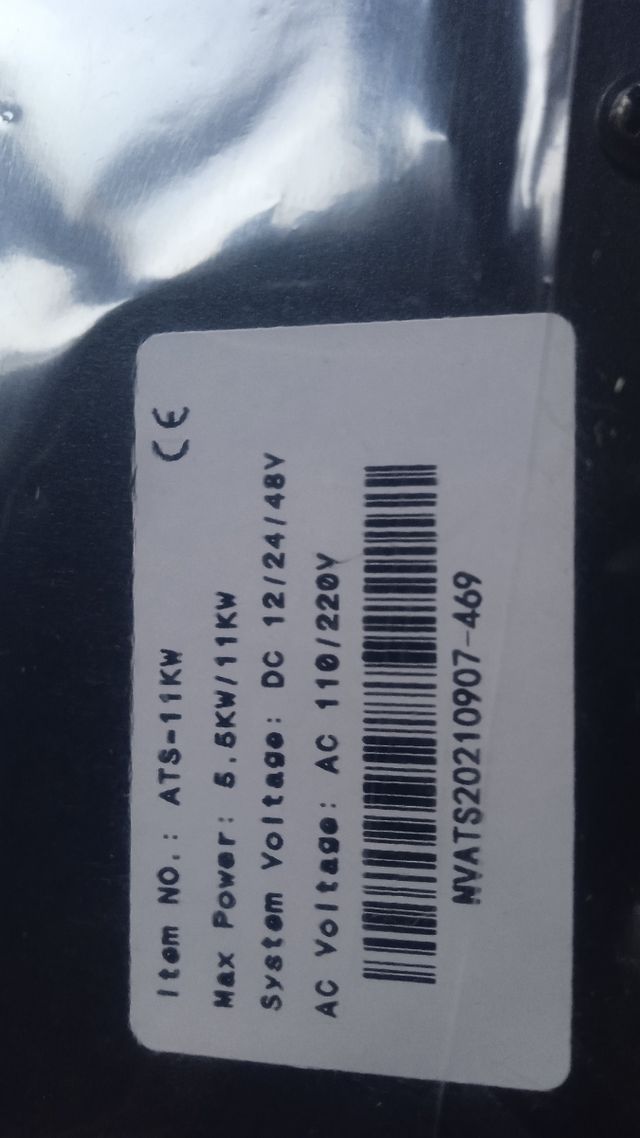 Item NO.: ATS-11KW CE
Max Power: 5.5KW/11KW
System Voltage: DC 12/24/48V
AC Voltage: AC 110/220V
NVATS20210907-469